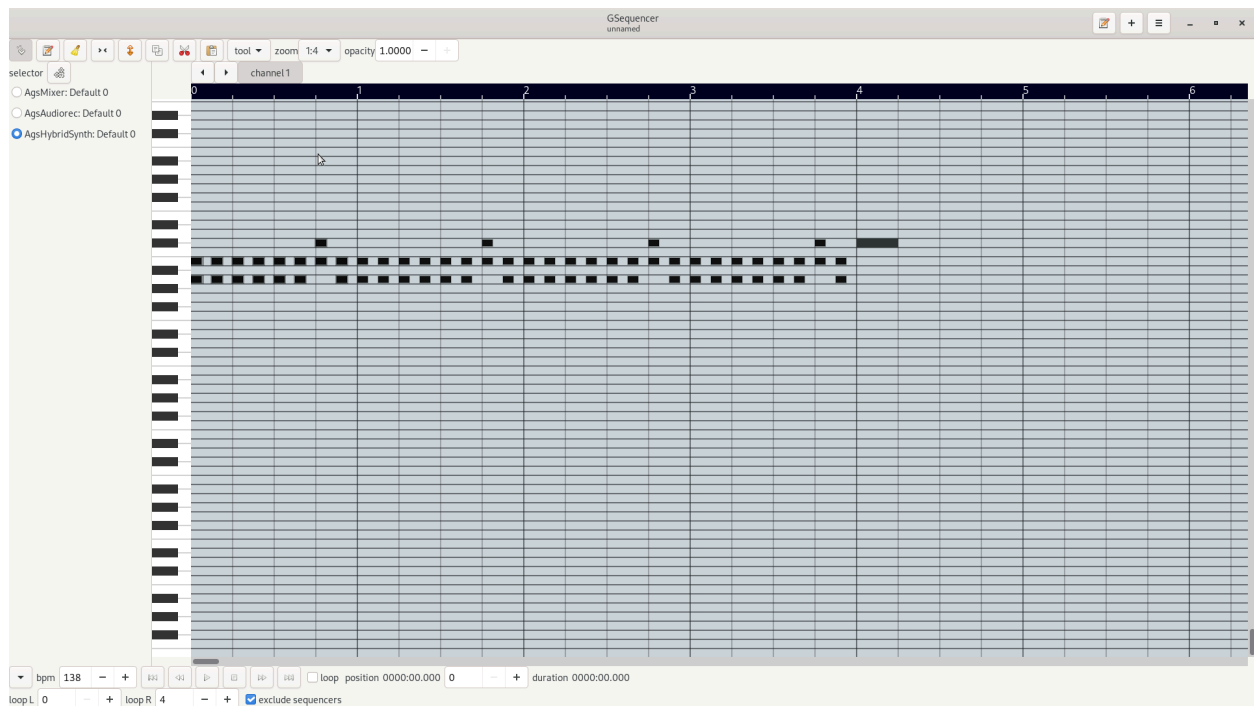 GSequencer
unnamed
tool zoom 1:4 opacity 1.0000
selector
channel 1
AgsMixer: Default 0
AgsAudiorec: Default 0
AgsHybridSynth: Default 0
0 1 2 3 4 5 6
bpm 138 loop position 0000:00.000 0 duration 0000:00.000
loop L 0 loop R 4 exclude sequencers